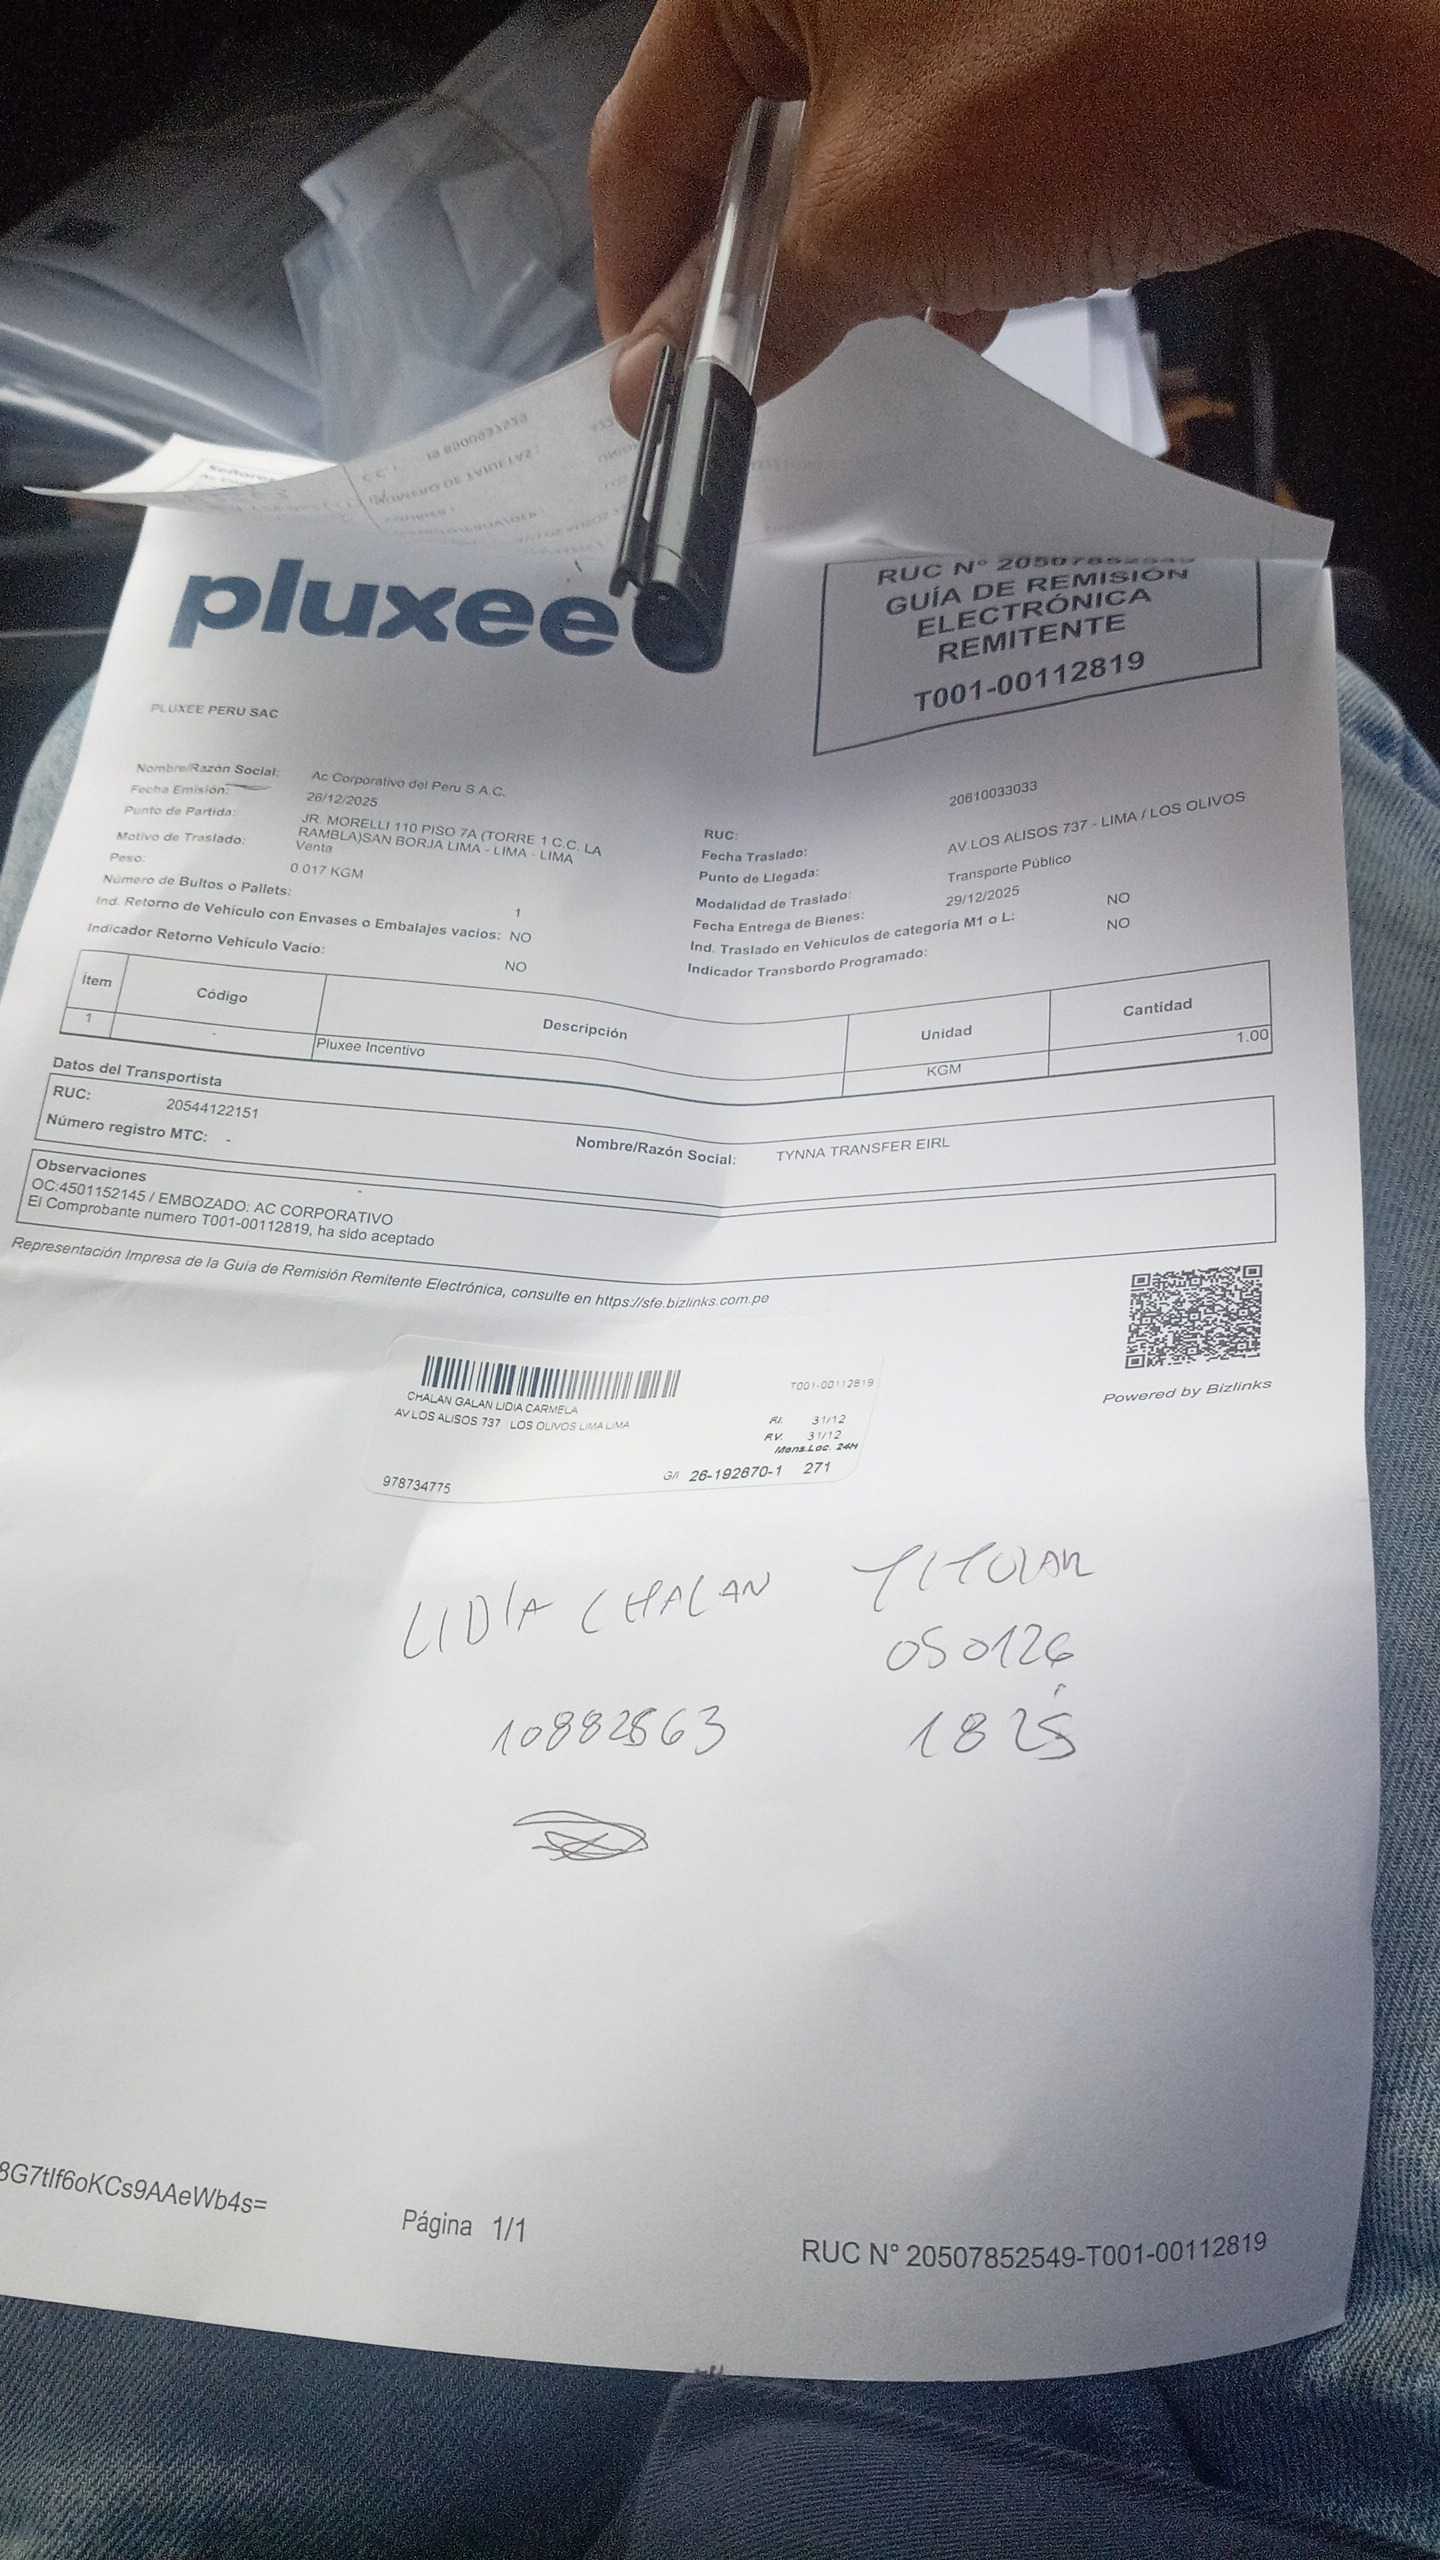 pluxee
RUC Nº 20507852549
GUÍA DE REMISIÓN
ELECTRÓNICA
REMITENTE
T001-00112819
PLUXEE PERU SAC
Nombre/Razón Social: Ac Corporativo del Peru S.A.C.
Fecha Emisión: 26/12/2025
Punto de Partida: JR. MORELLI 110 PISO 7A (TORRE 1 C.C. LA
RAMBLA)SAN BORJA LIMA - LIMA - LIMA
Motivo de Traslado: Venta
Peso: 0.017 KGM
Número de Bultos o Pallets: 1
Ind. Retorno de Vehículo con Envases o Embalajes vacios: NO
Indicador Retorno Vehículo Vacio: NO
RUC: 20610033033
Fecha Traslado:
Punto de Llegada: AV.LOS ALISOS 737 - LIMA / LOS OLIVOS
Modalidad de Traslado: Transporte Público
Fecha Entrega de Bienes: 29/12/2025
Ind. Traslado en Vehículos de categoría M1 o L: NO
Indicador Transbordo Programado: NO
Ítem Código Descripción Unidad Cantidad
1 - Pluxee Incentivo KGM 1.00
Datos del Transportista
RUC: 20544122151 Nombre/Razón Social: TYNNA TRANSFER EIRL
Número registro MTC: -
Observaciones
OC:4501152145 / EMBOZADO: AC CORPORATIVO
El Comprobante numero T001-00112819, ha sido aceptado
Representación Impresa de la Guía de Remisión Remitente Electrónica, consulte en https://sfe.bizlinks.com.pe
Powered by Bizlinks
T001-00112819
CHALAN GALAN LIDIA CARMELA
AV LOS ALISOS 737 LOS OLIVOS LIMA LIMA
R.I. 31/12
P.V. 31/12
Mens.Loc. 24H
978734775 G/I 26-192670-1 271
LIDIA CHALAN TITULAR
050126
10882863 1825
8G7tIf6oKCs9AAeWb4s=
Página 1/1
RUC N° 20507852549-T001-00112819